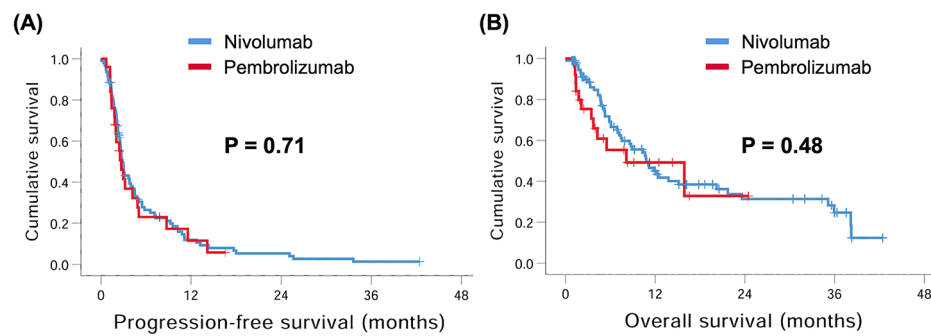 (A)
Nivolumab
Pembrolizumab
P = 0.71
Cumulative survival
1.0
0.8
0.6
0.4
0.2
0.0
0 12 24 36 48
Progression-free survival (months)
(B)
Nivolumab
Pembrolizumab
P = 0.48
Cumulative survival
1.0
0.8
0.6
0.4
0.2
0.0
0 12 24 36 48
Overall survival (months)